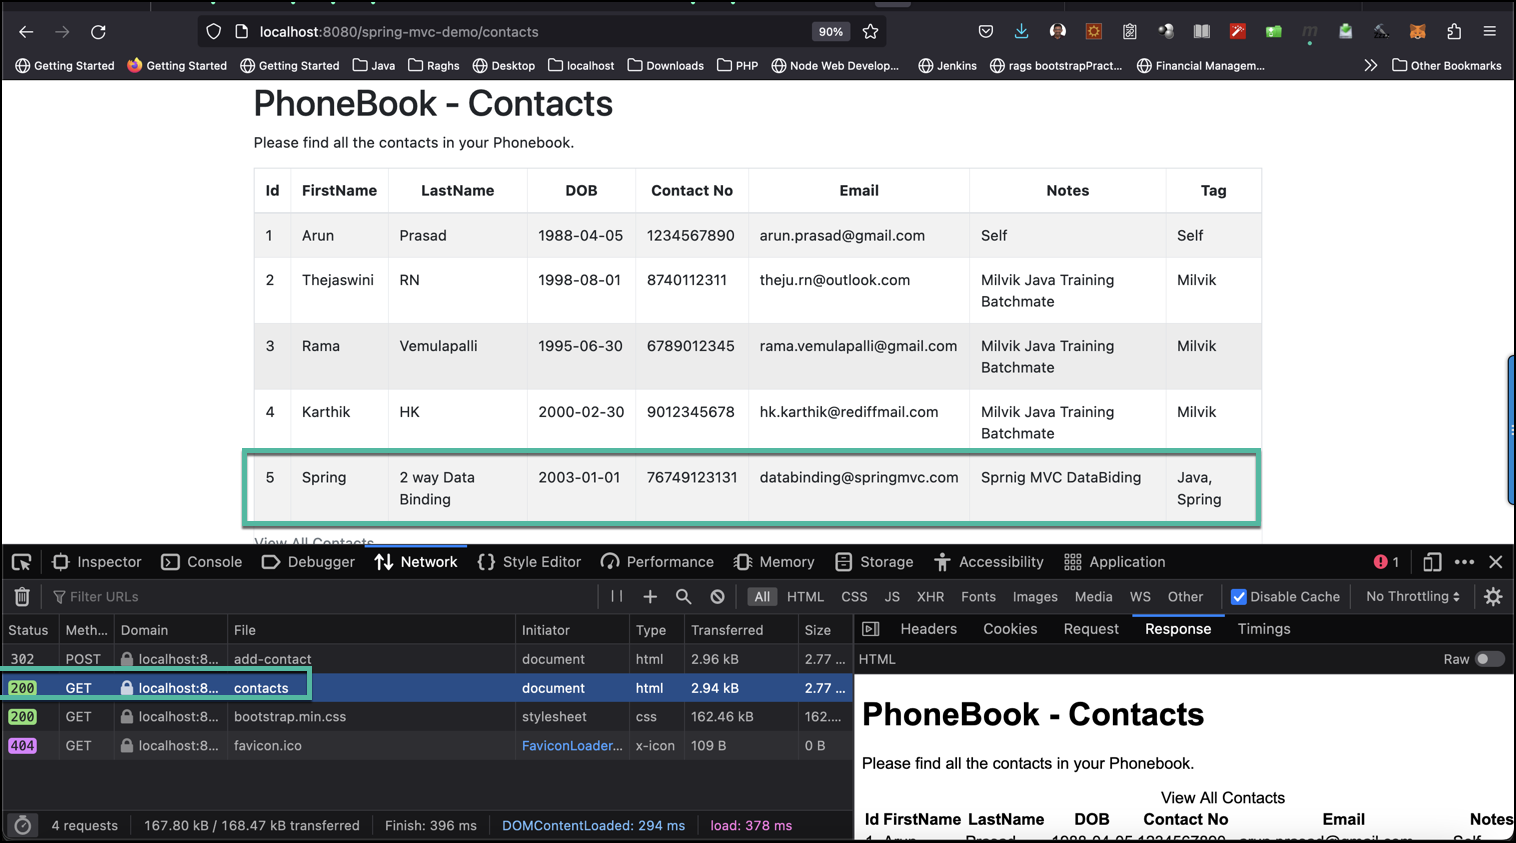 localhost:8080/spring-mvc-demo/contacts 90%
Getting Started Getting Started Getting Started Java Raghs Desktop localhost Downloads PHP Node Web Develop... Jenkins rags bootstrapPract... Financial Managem... Other Bookmarks
PhoneBook - Contacts
Please find all the contacts in your Phonebook.
Id FirstName LastName DOB Contact No Email Notes Tag
1 Arun Prasad 1988-04-05 1234567890 arun.prasad@gmail.com Self Self
2 Thejaswini RN 1998-08-01 8740112311 theju.rn@outlook.com Milvik Java Training Milvik
Batchmate
3 Rama Vemulapalli 1995-06-30 6789012345 rama.vemulapalli@gmail.com Milvik Java Training Milvik
Batchmate
4 Karthik HK 2000-02-30 9012345678 hk.karthik@rediffmail.com Milvik Java Training Milvik
Batchmate
5 Spring 2 way Data 2003-01-01 76749123131 databinding@springmvc.com Sprnig MVC DataBiding Java,
Binding Spring
View All Contacts
Inspector Console Debugger Network Style Editor Performance Memory Storage Accessibility Application 1
Filter URLs All HTML CSS JS XHR Fonts Images Media WS Other Disable Cache No Throttling
Status Meth... Domain File Initiator Type Transferred Size Headers Cookies Request Response Timings
302 POST localhost:8... add-contact document html 2.96 kB 2.77 ... HTML Raw
200 GET localhost:8... contacts document html 2.94 kB 2.77 ...
200 GET localhost:8... bootstrap.min.css stylesheet css 162.46 kB 162....
404 GET localhost:8... favicon.ico FaviconLoader... x-icon 109 B 0 B
PhoneBook - Contacts
Please find all the contacts in your Phonebook.
View All Contacts
Id FirstName LastName DOB Contact No Email Notes
1 Arun Prasad 1988-04-05 1234567890 arun.prasad@gmail.com Self
4 requests 167.80 kB / 168.47 kB transferred Finish: 396 ms DOMContentLoaded: 294 ms load: 378 ms